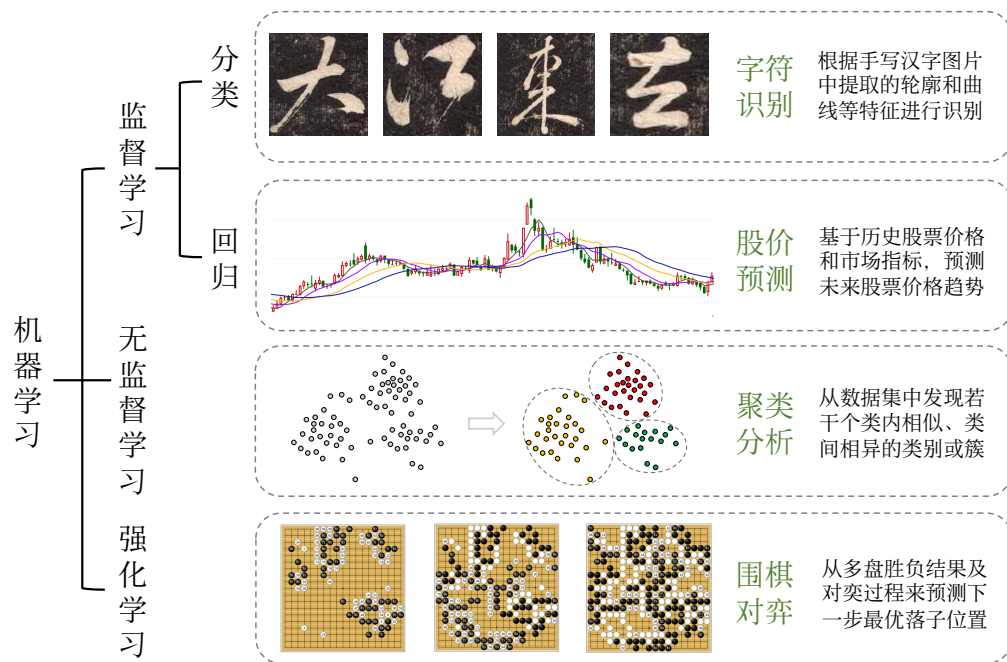 机器学习
监督学习
分类
大江东去
字符
识别
根据手写汉字图片
中提取的轮廓和曲
线等特征进行识别
回归
股价
预测
基于历史股票价格
和市场指标，预测
未来股票价格趋势
无监督学习
聚类
分析
从数据集中发现若
干个类内相似、类
间相异的类别或簇
强化学习
围棋
对弈
从多盘胜负结果及
对奕过程来预测下
一步最优落子位置